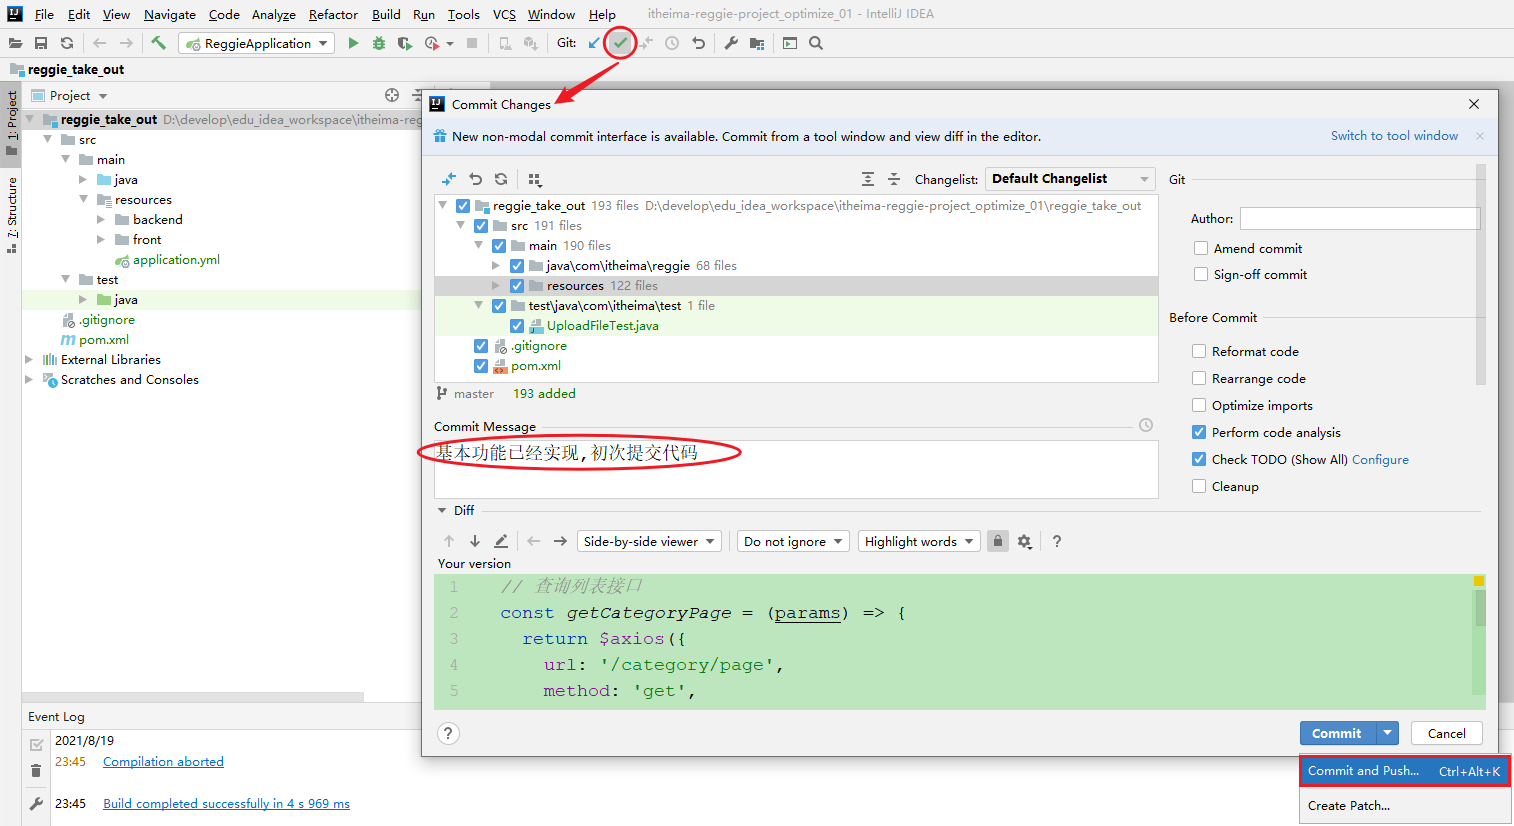 File Edit View Navigate Code Analyze Refactor Build Run Tools VCS Window Help itheima-reggie-project_optimize_01 - IntelliJ IDEA
ReggieApplication Git:
reggie_take_out
1: Project
7: Structure
Project
reggie_take_out D:\develop\edu_idea_workspace\itheima-reg
src
main
java
resources
backend
front
application.yml
test
java
.gitignore
pom.xml
External Libraries
Scratches and Consoles
Commit Changes
New non-modal commit interface is available. Commit from a tool window and view diff in the editor. Switch to tool window
Changelist: Default Changelist
reggie_take_out 193 files D:\develop\edu_idea_workspace\itheima-reggie-project_optimize_01\reggie_take_out
src 191 files
main 190 files
java\com\itheima\reggie 68 files
resources 122 files
test\java\com\itheima\test 1 file
UploadFileTest.java
.gitignore
pom.xml
master 193 added
Git
Author:
Amend commit
Sign-off commit
Before Commit
Reformat code
Rearrange code
Optimize imports
Perform code analysis
Check TODO (Show All) Configure
Cleanup
Commit Message
基本功能已经实现,初次提交代码
Diff
Side-by-side viewer Do not ignore Highlight words ?
Your version
1 // 查询列表接口
2 const getCategoryPage = (params) => {
3 return $axios({
4 url: '/category/page',
5 method: 'get',
? Commit Cancel
Commit and Push... Ctrl+Alt+K
Create Patch...
Event Log
2021/8/19
23:45 Compilation aborted
23:45 Build completed successfully in 4 s 969 ms